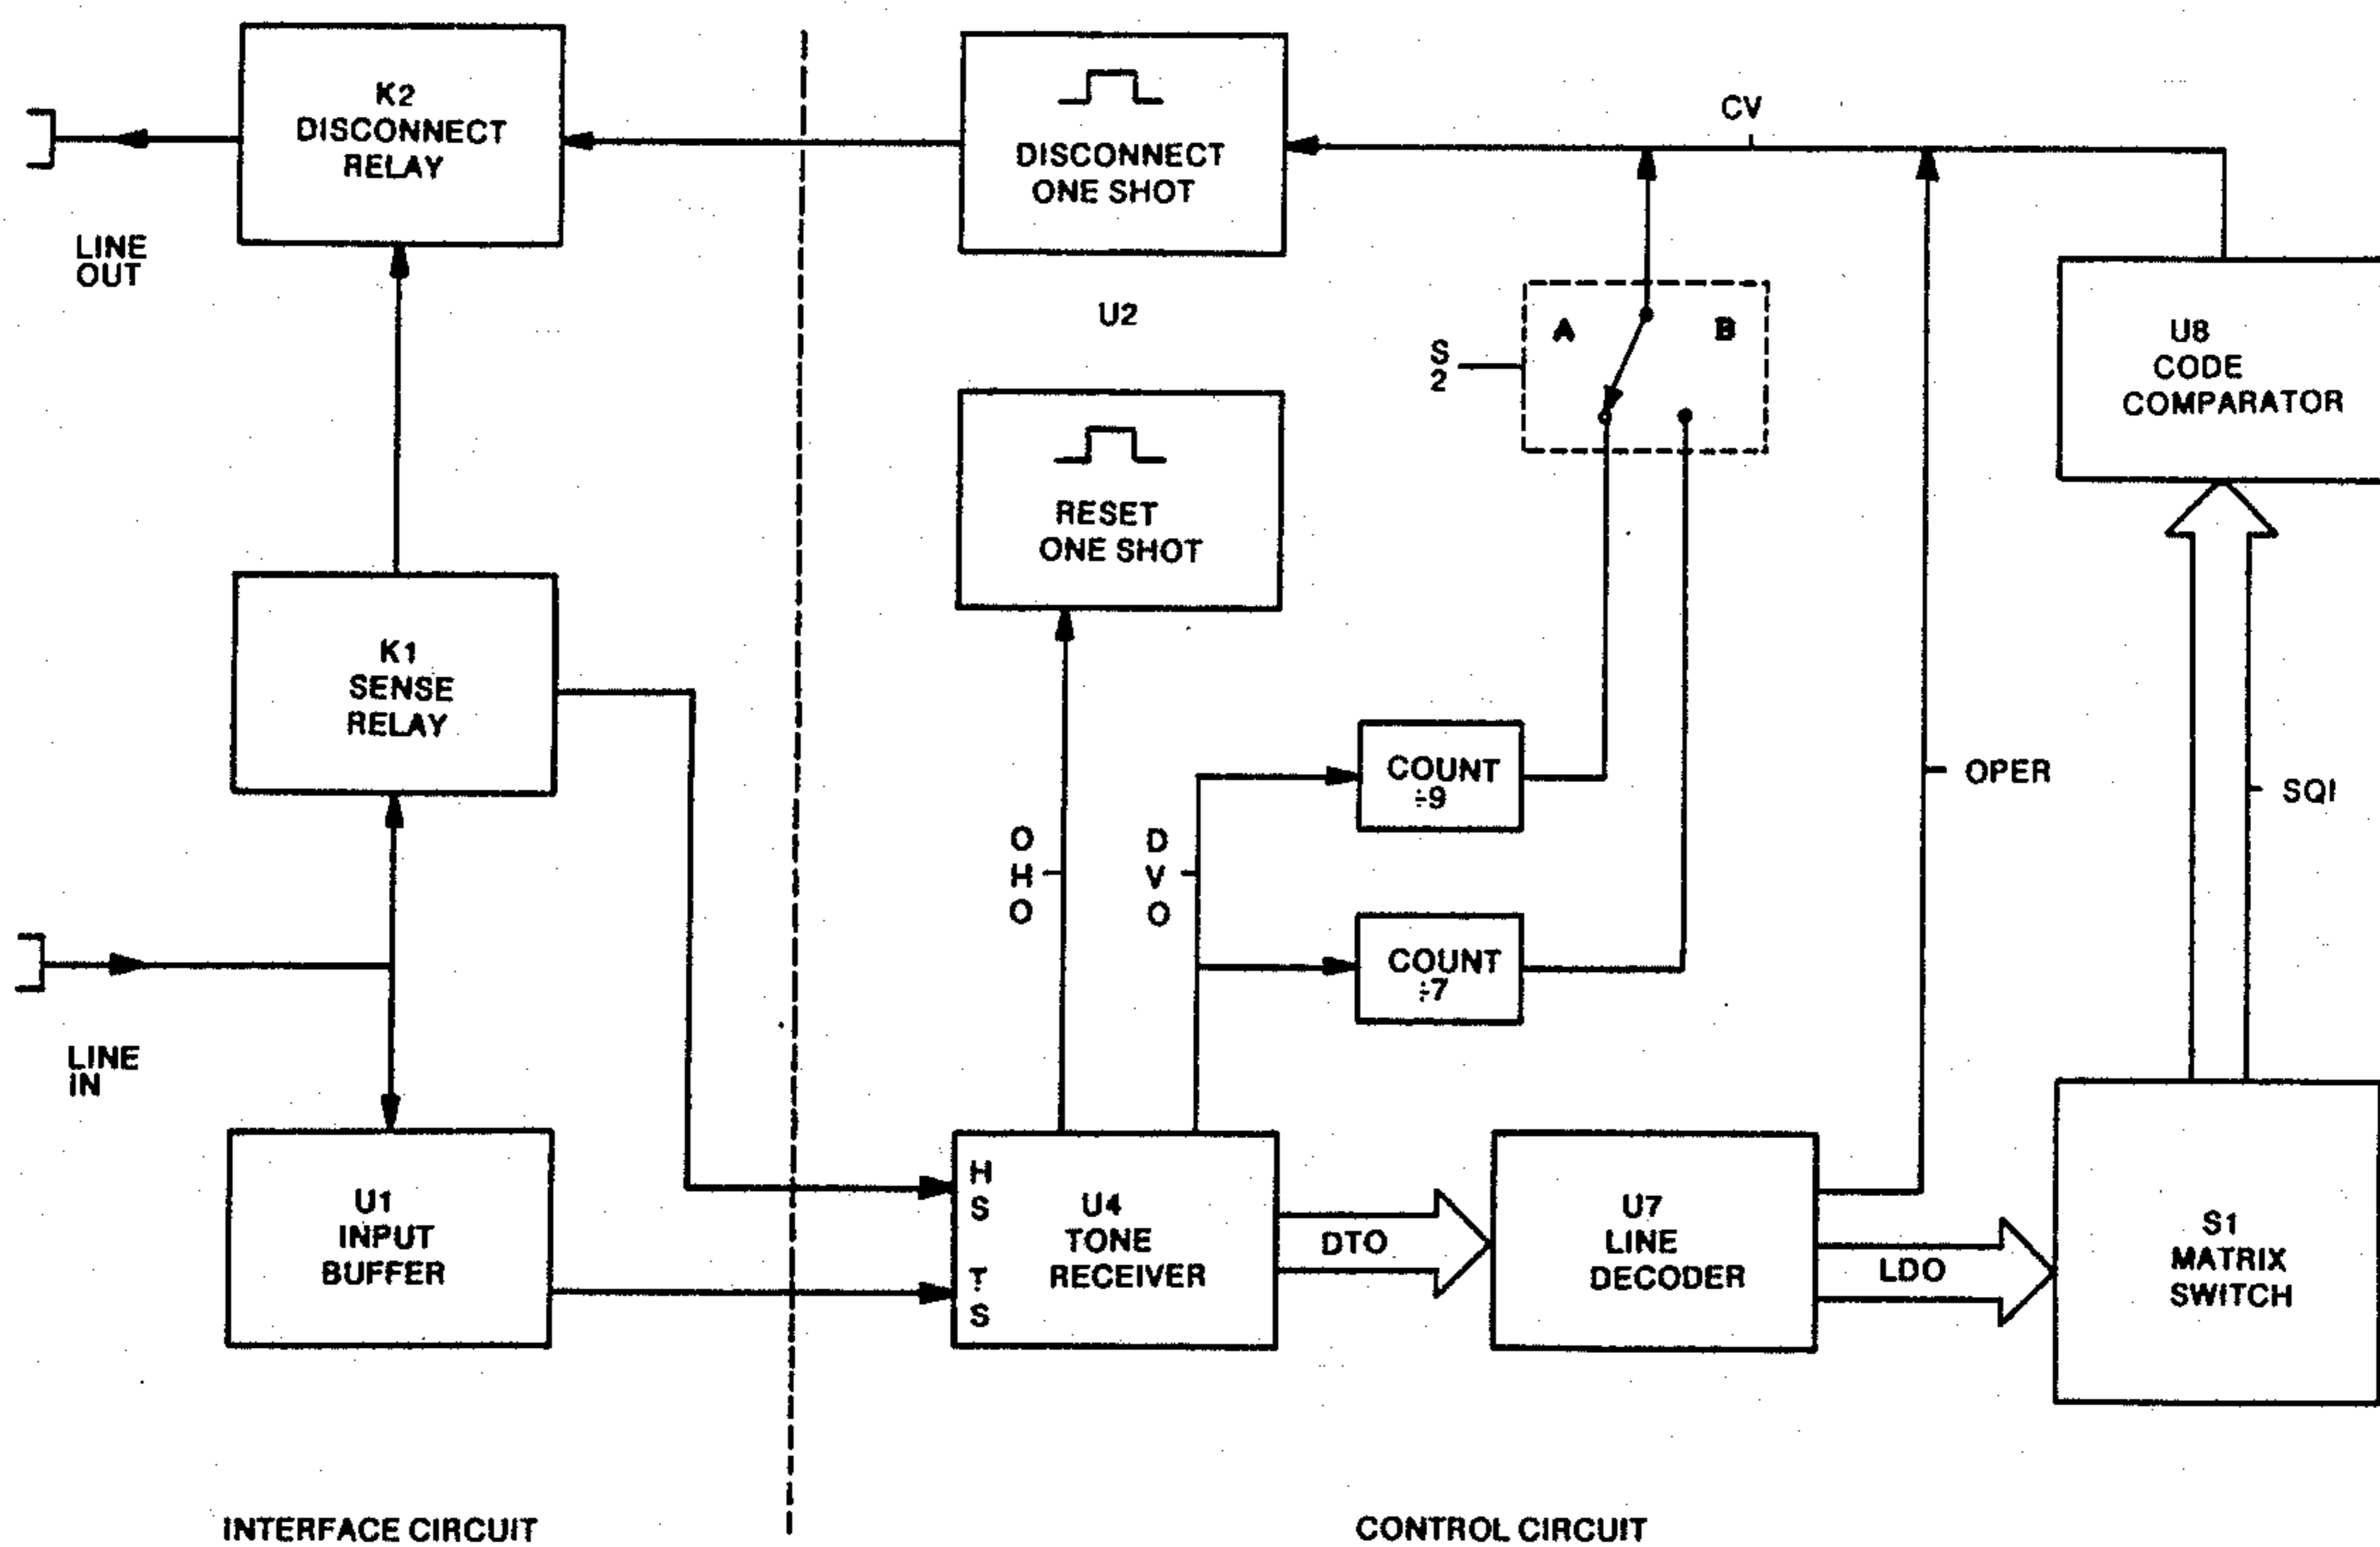 K2
DISCONNECT
RELAY
LINE
OUT
DISCONNECT
ONE SHOT
CV
U2
S
2
A
B
U8
CODE
COMPARATOR
RESET
ONE SHOT
K1
SENSE
RELAY
COUNT
÷9
OPER
SQI
O
H
O
D
V
O
COUNT
÷7
LINE
IN
U1
INPUT
BUFFER
H
S
T
S
U4
TONE
RECEIVER
DTO
U7
LINE
DECODER
LDO
S1
MATRIX
SWITCH
INTERFACE CIRCUIT
CONTROL CIRCUIT